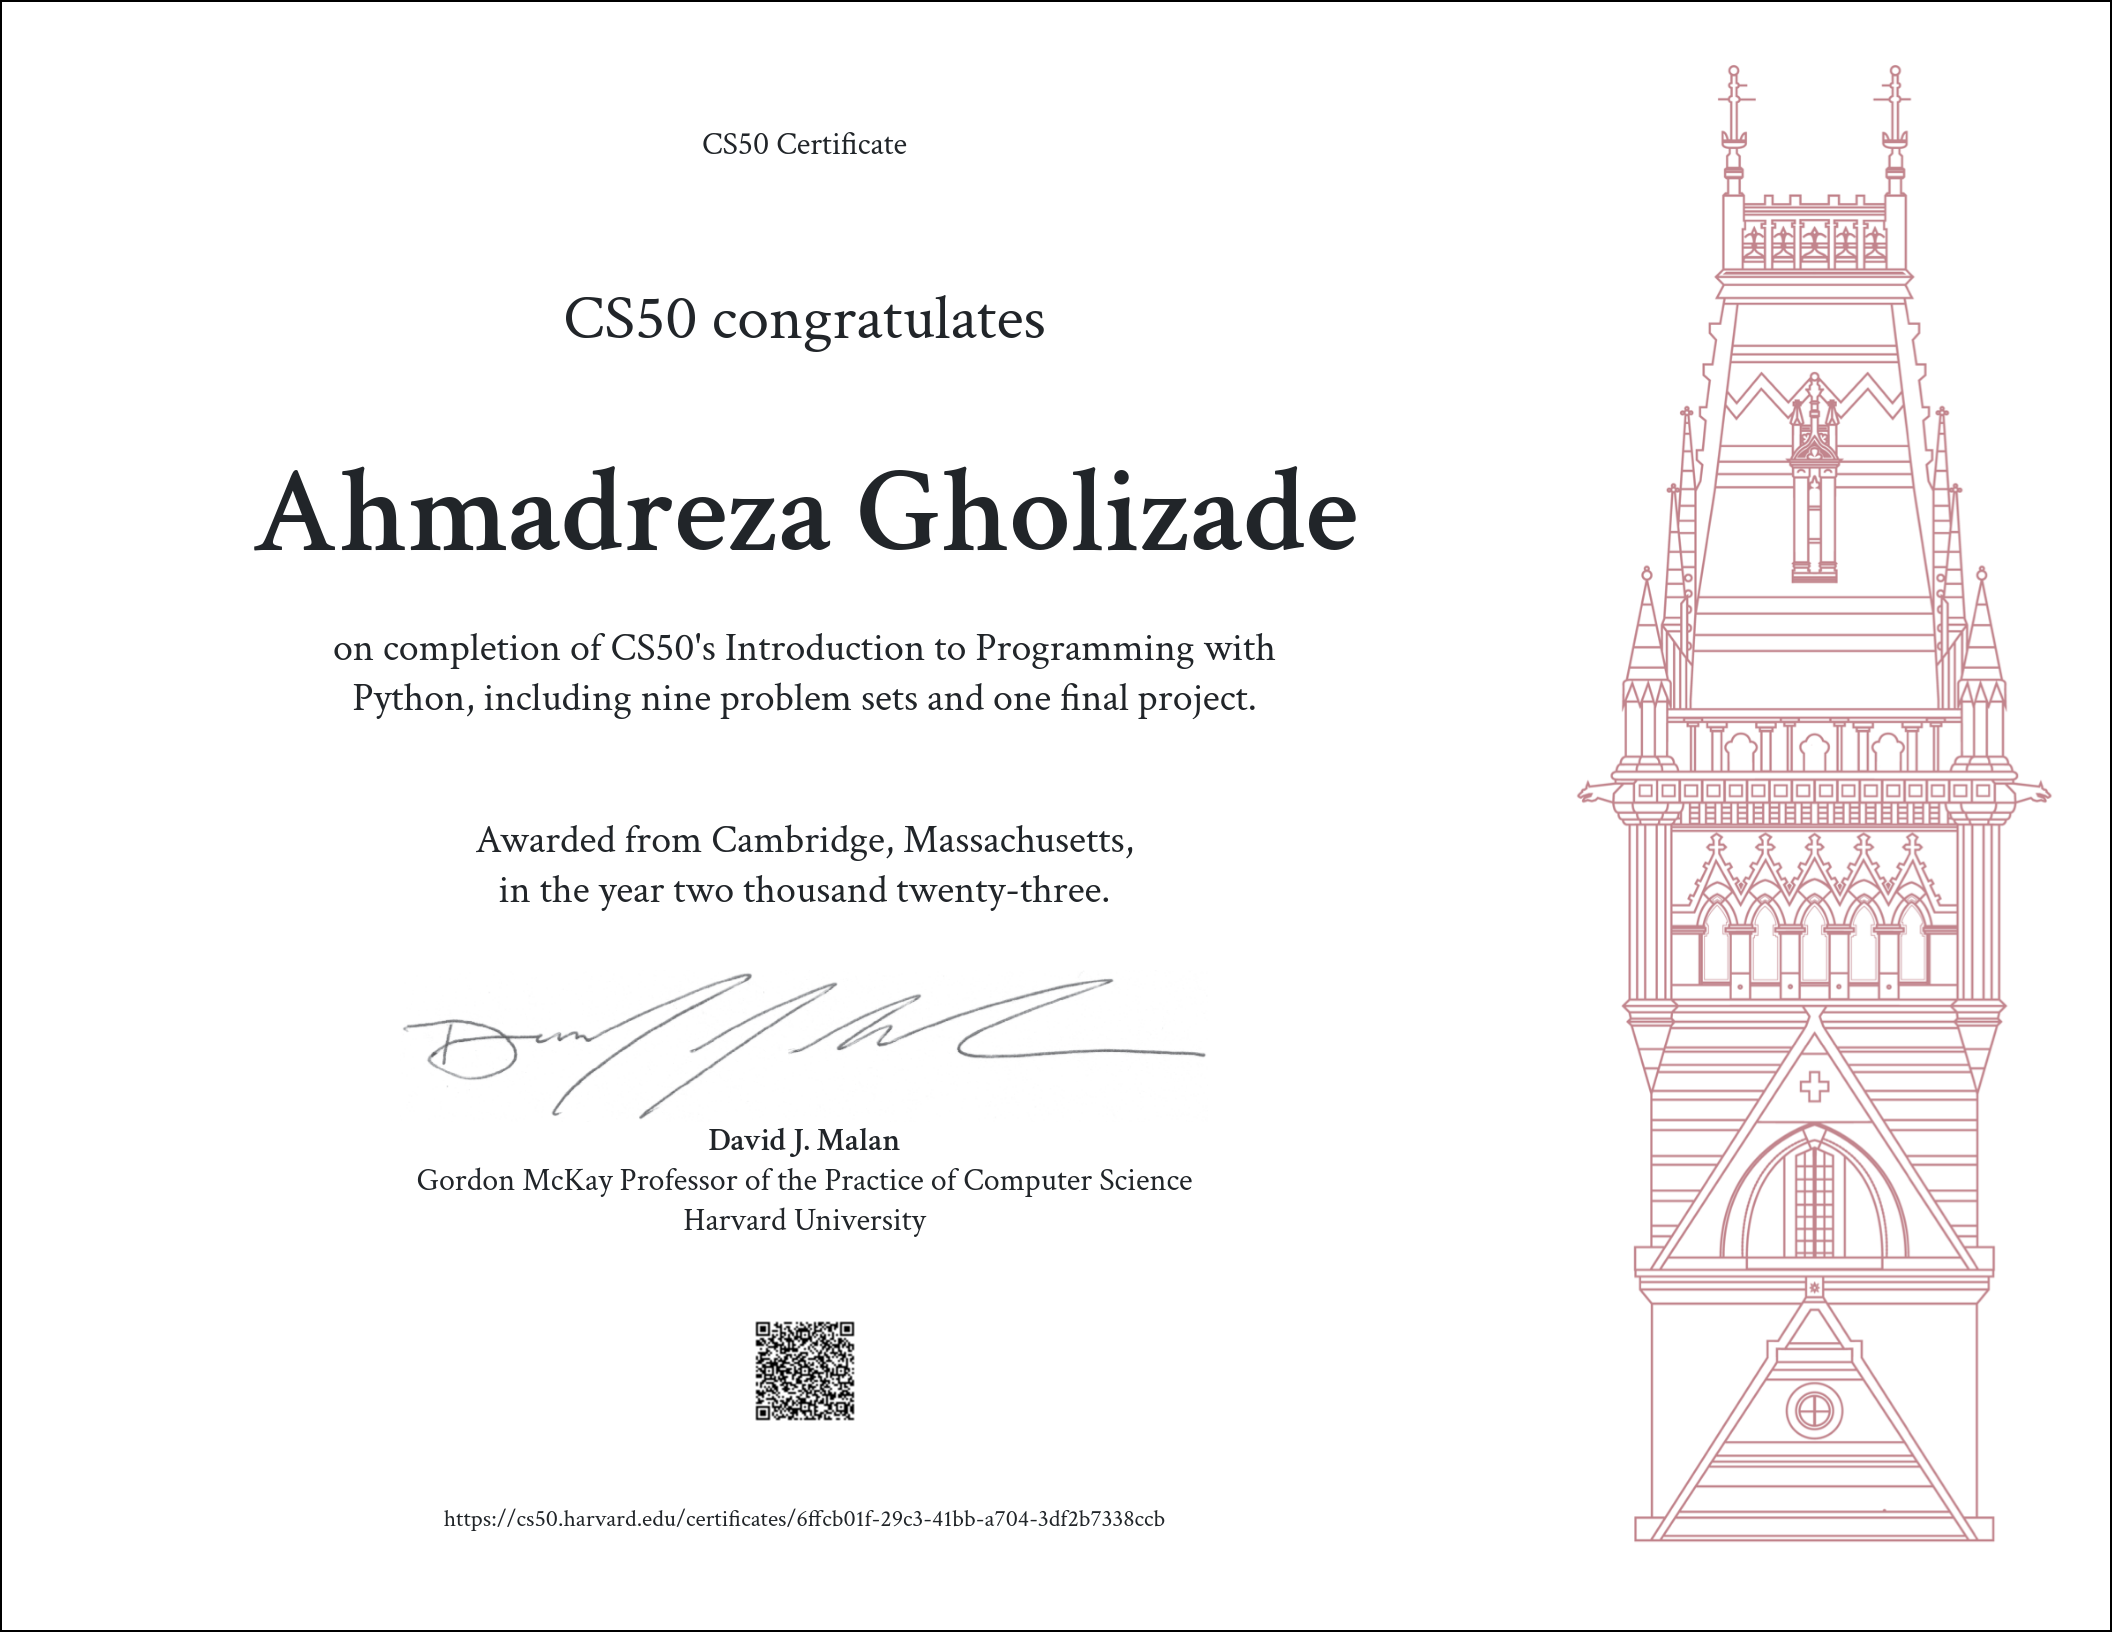 CS50 Certificate
CS50 congratulates
Ahmadreza Gholizade
on completion of CS50's Introduction to Programming with
Python, including nine problem sets and one final project.
Awarded from Cambridge, Massachusetts,
in the year two thousand twenty-three.
David J. Malan
Gordon McKay Professor of the Practice of Computer Science
Harvard University
https://cs50.harvard.edu/certificates/6ffcb01f-29c3-41bb-a704-3df2b7338ccb